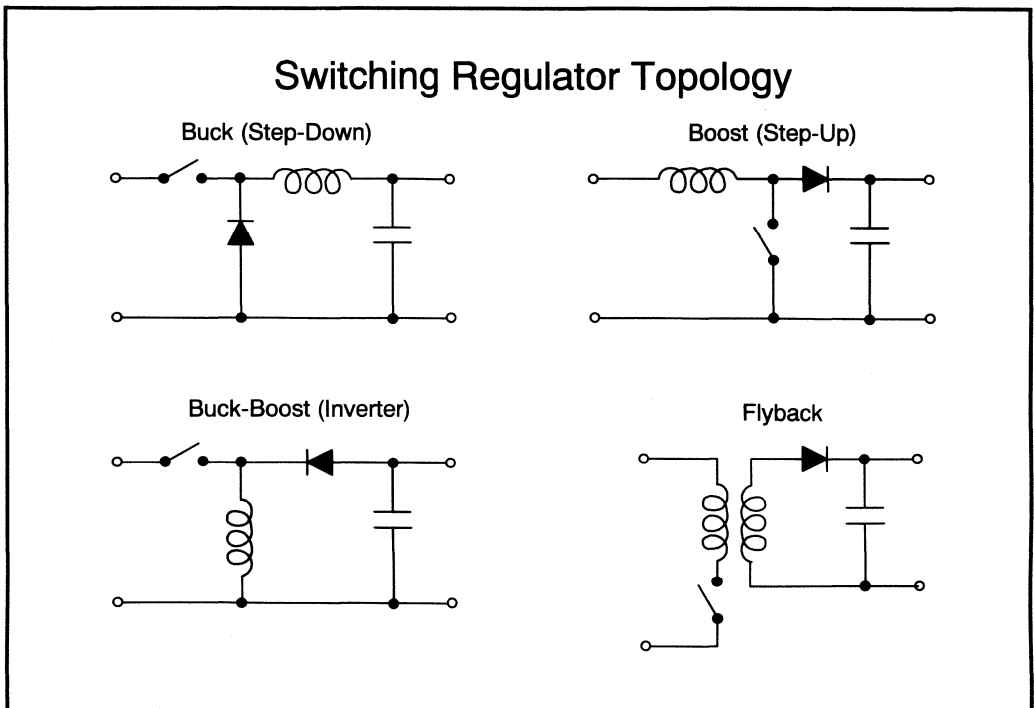 Switching Regulator Topology
Buck (Step-Down)
Boost (Step-Up)
Buck-Boost (Inverter)
Flyback